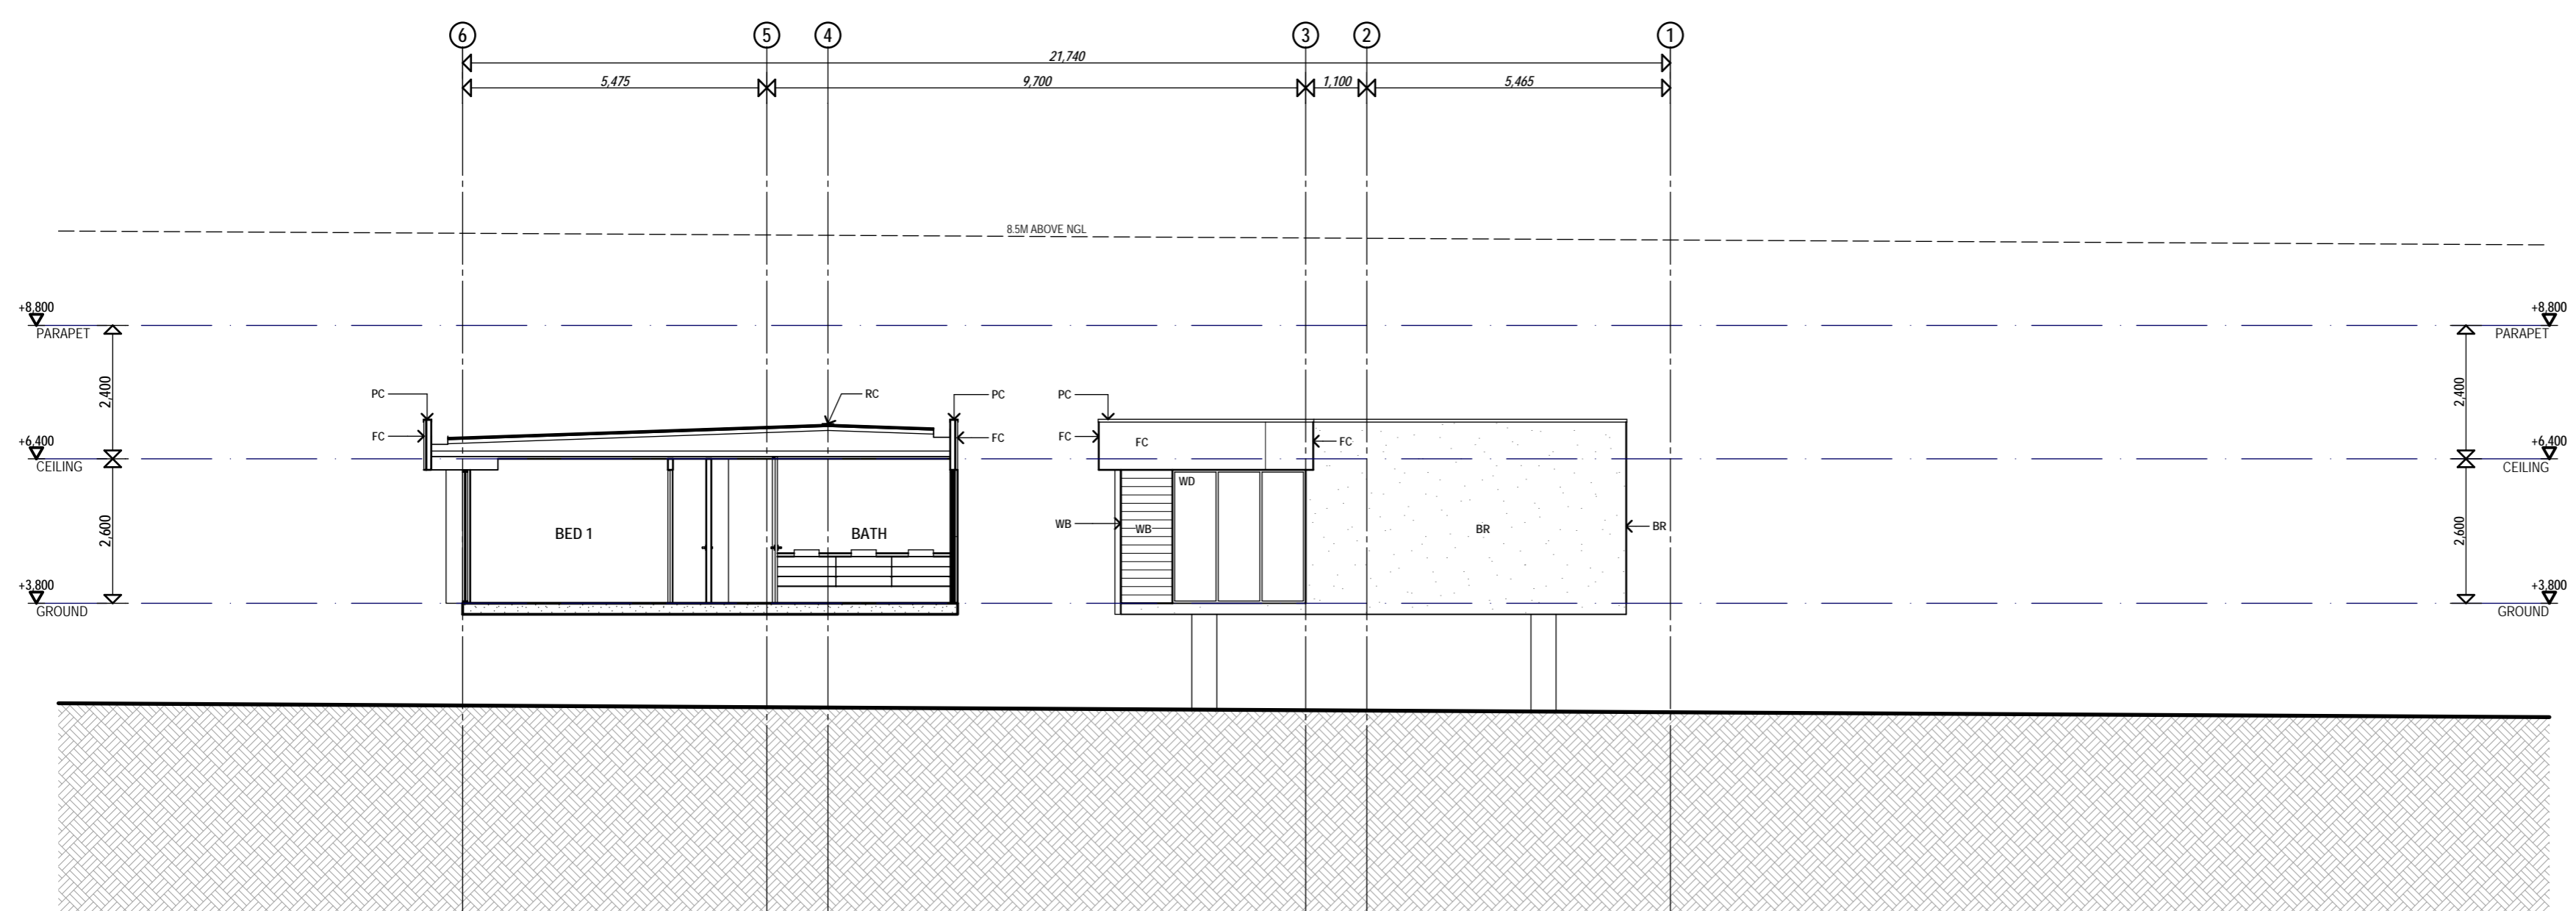 6 5 4 3 2 1
21,740
5,475 9,700 1,100 5,465
8.5M ABOVE NGL
+8,800 +8,800
PARAPET PARAPET
2,400 2,400
PC RC PC PC
FC FC FC FC FC
+6,400 +6,400
CEILING CEILING
WD
2,600 BED 1 BATH WB WB BR BR 2,600
+3,800 +3,800
GROUND GROUND